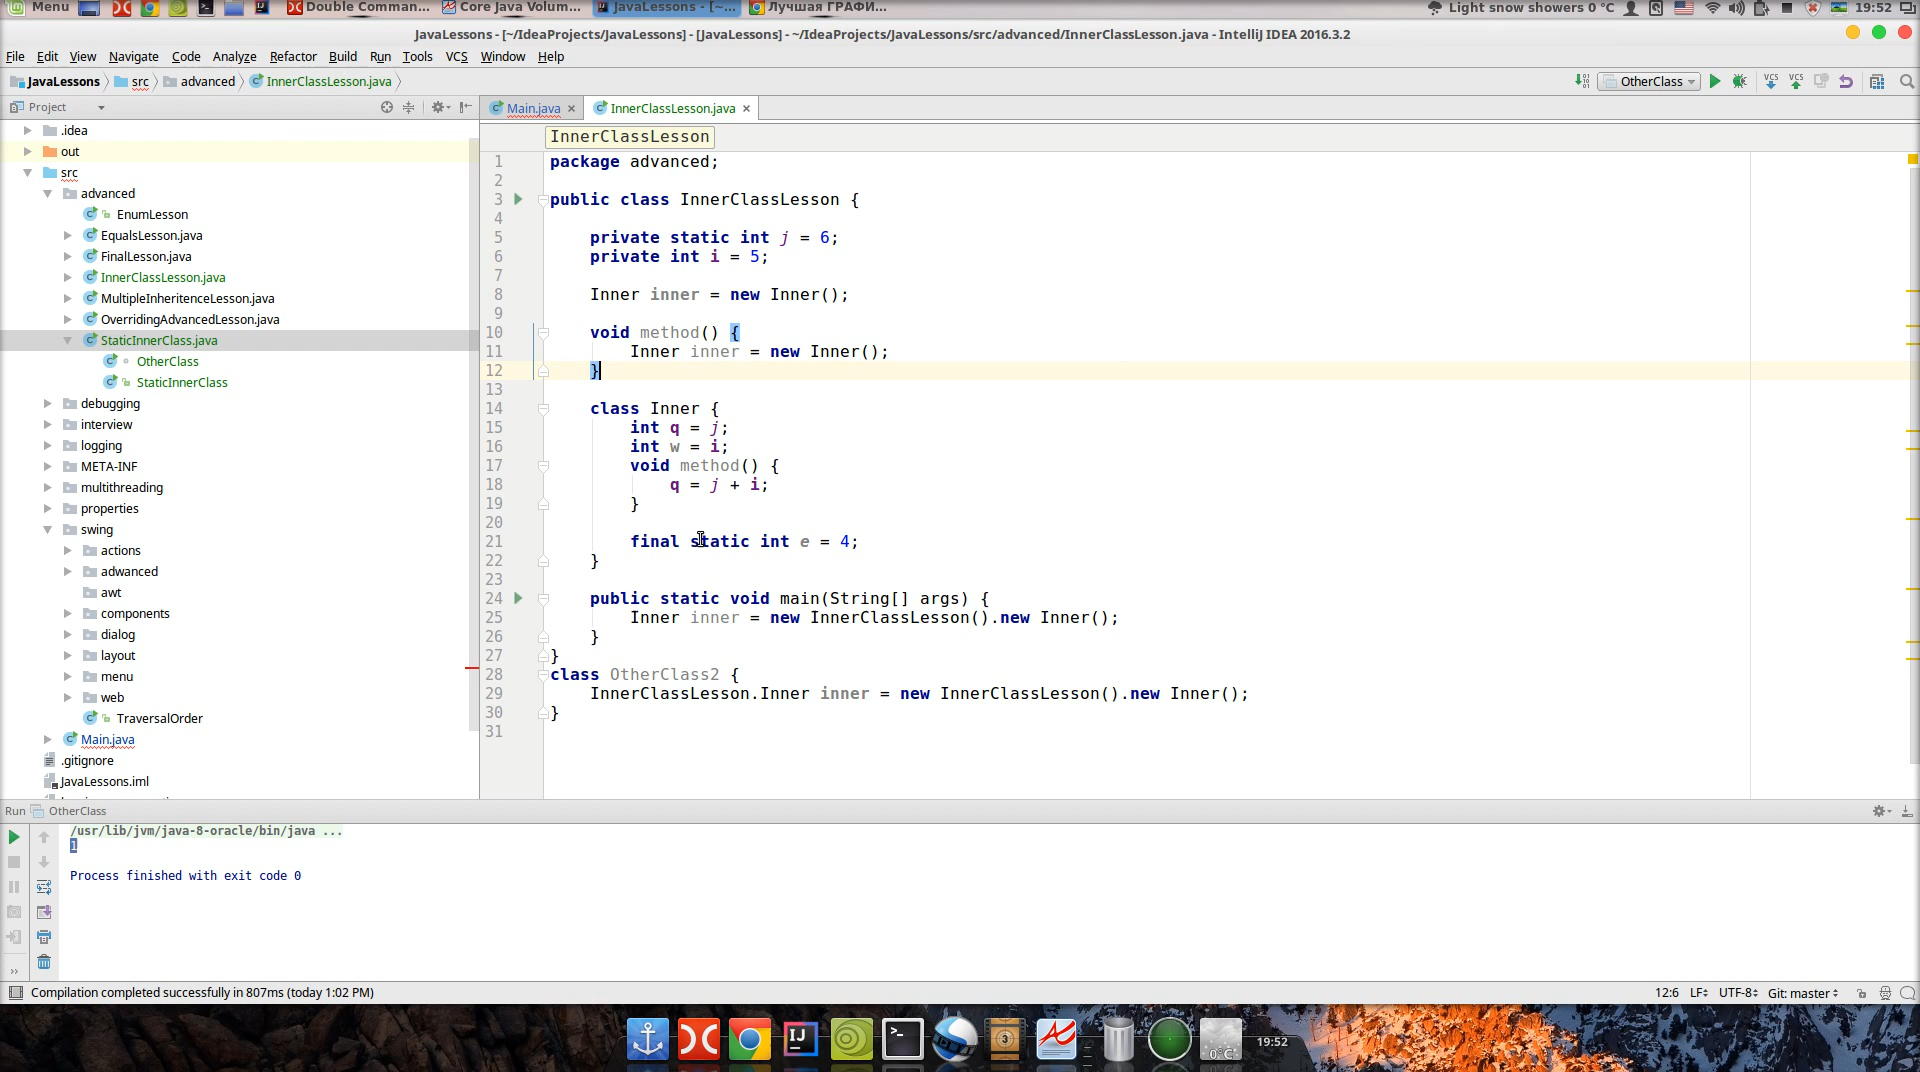 Menu Double Comman... Core Java Volum... JavaLessons - [~... Лучшая ГРАФИ... Light snow showers 0 °C 19:52
JavaLessons - [~/IdeaProjects/JavaLessons] - [JavaLessons] - ~/IdeaProjects/JavaLessons/src/advanced/InnerClassLesson.java - IntelliJ IDEA 2016.3.2
File Edit View Navigate Code Analyze Refactor Build Run Tools VCS Window Help
JavaLessons src advanced InnerClassLesson.java OtherClass VCS VCS
Project Main.java InnerClassLesson.java
.idea
out
src
advanced
EnumLesson
EqualsLesson.java
FinalLesson.java
InnerClassLesson.java
MultipleInheritenceLesson.java
OverridingAdvancedLesson.java
StaticInnerClass.java
OtherClass
StaticInnerClass
debugging
interview
logging
META-INF
multithreading
properties
swing
actions
adwanced
awt
components
dialog
layout
menu
web
TraversalOrder
Main.java
.gitignore
JavaLessons.iml
InnerClassLesson
1 package advanced;
2
3 public class InnerClassLesson {
4
5 private static int j = 6;
6 private int i = 5;
7
8 Inner inner = new Inner();
9
10 void method() {
11 Inner inner = new Inner();
12 }
13
14 class Inner {
15 int q = j;
16 int w = i;
17 void method() {
18 q = j + i;
19 }
20
21 final static int e = 4;
22 }
23
24 public static void main(String[] args) {
25 Inner inner = new InnerClassLesson().new Inner();
26 }
27 }
28 class OtherClass2 {
29 InnerClassLesson.Inner inner = new InnerClassLesson().new Inner();
30 }
31
Run OtherClass
/usr/lib/jvm/java-8-oracle/bin/java ...
1
Process finished with exit code 0
Compilation completed successfully in 807ms (today 1:02 PM) 12:6 LF UTF-8 Git: master
IJ >_ 3 0°C 19:52